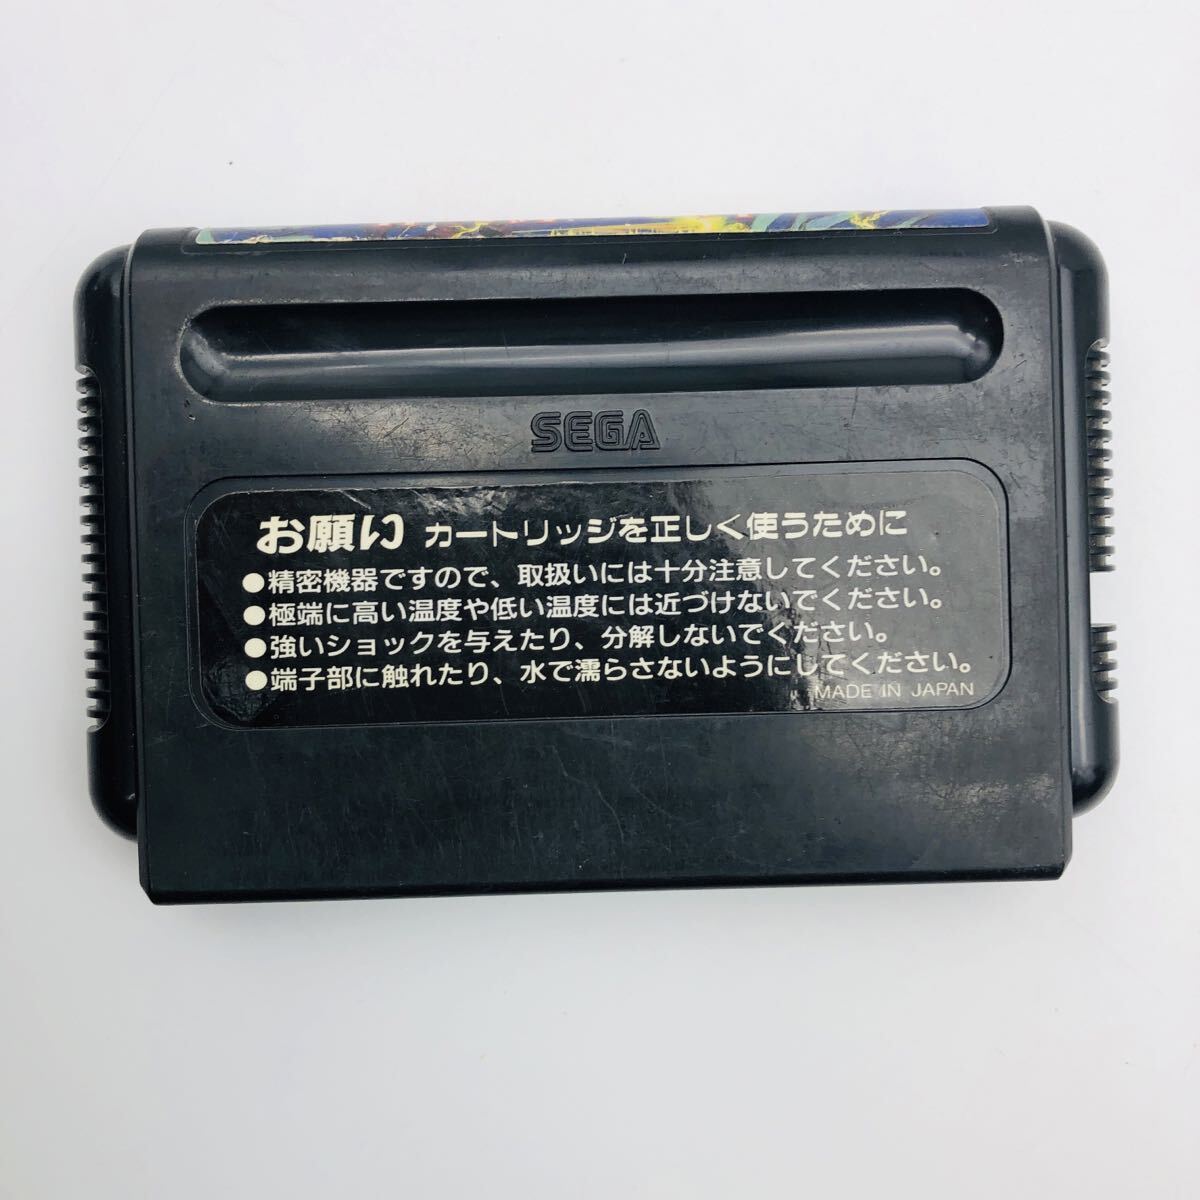 SEGA
お願い カートリッジを正しく使うために
●精密機器ですので、取扱いには十分注意してください。
●極端に高い温度や低い温度には近づけないでください。
●強いショックを与えたり、分解しないでください。
●端子部に触れたり、水で濡らさないようにしてください。
MADE IN JAPAN